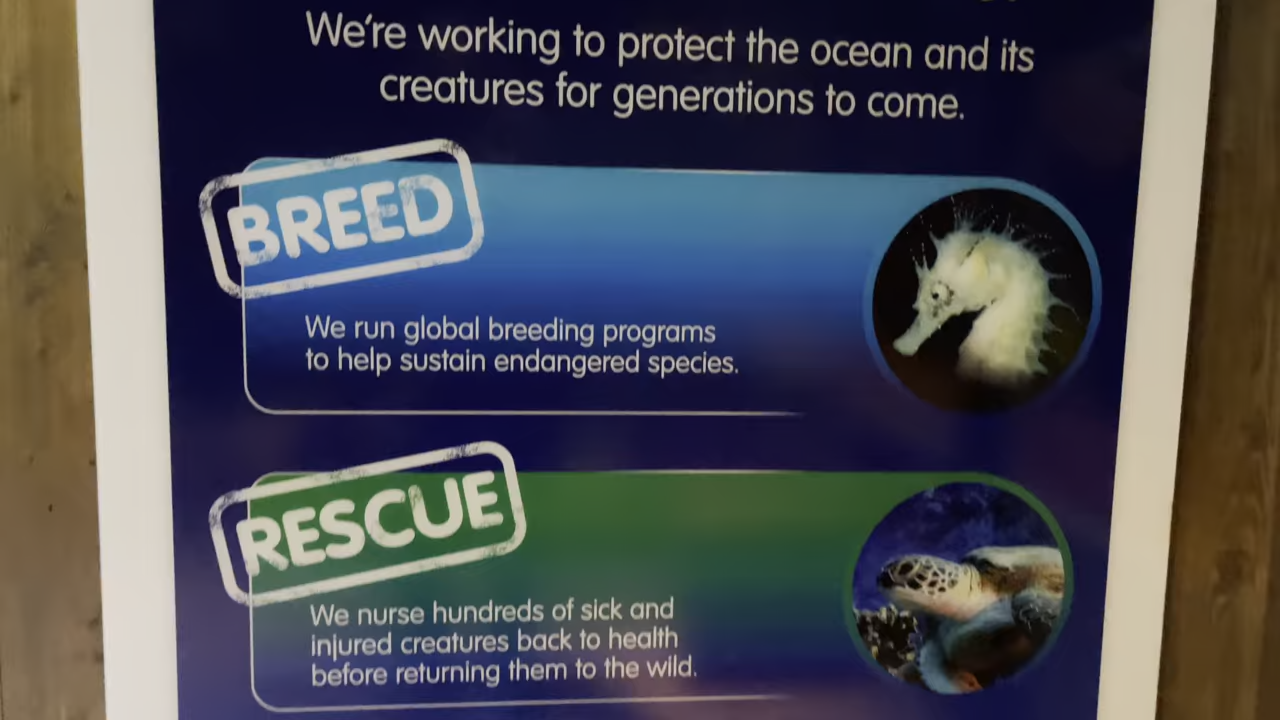 We're working to protect the ocean and its
creatures for generations to come.
BREED
We run global breeding programs
to help sustain endangered species.
RESCUE
We nurse hundreds of sick and
injured creatures back to health
before returning them to the wild.